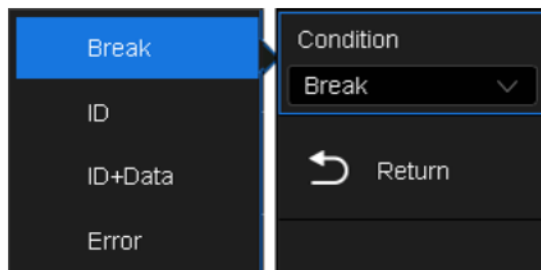 Break
ID
ID+Data
Error
Condition
Break
Return